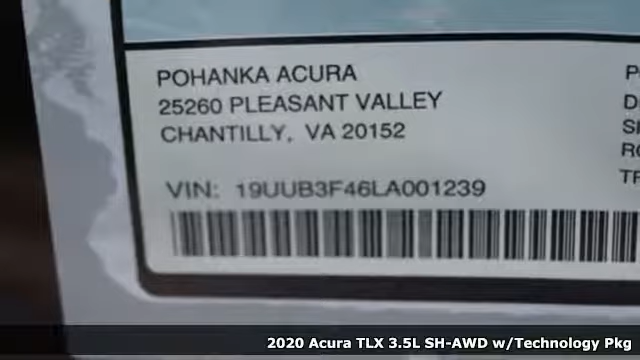 POHANKA ACURA
25260 PLEASANT VALLEY
CHANTILLY, VA 20152
VIN: 19UUB3F46LA001239
2020 Acura TLX 3.5L SH-AWD w/Technology Pkg